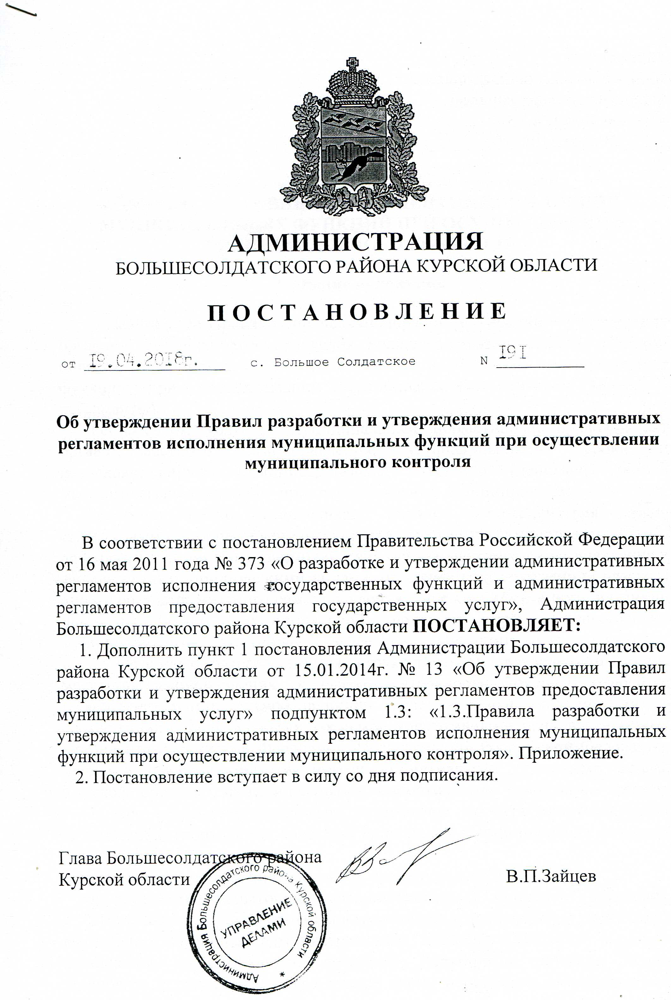 АДМИНИСТРАЦИЯ
БОЛЬШЕСОЛДАТСКОГО РАЙОНА КУРСКОЙ ОБЛАСТИ
П О С Т А Н О В Л Е Н И Е
от 19.04.2018г. с. Большое Солдатское N 191
Об утверждении Правил разработки и утверждения административных
регламентов исполнения муниципальных функций при осуществлении
муниципального контроля
В соответствии с постановлением Правительства Российской Федерации
от 16 мая 2011 года № 373 «О разработке и утверждении административных
регламентов исполнения государственных функций и административных
регламентов предоставления государственных услуг», Администрация
Большесолдатского района Курской области ПОСТАНОВЛЯЕТ:
1. Дополнить пункт 1 постановления Администрации Большесолдатского
района Курской области от 15.01.2014г. № 13 «Об утверждении Правил
разработки и утверждения административных регламентов предоставления
муниципальных услуг» подпунктом 1.3: «1.3.Правила разработки и
утверждения административных регламентов исполнения муниципальных
функций при осуществлении муниципального контроля». Приложение.
2. Постановление вступает в силу со дня подписания.
Глава Большесолдатского района
Курской области В.П.Зайцев
Администрация Большесолдатского района Курской области *
УПРАВЛЕНИЕ
ДЕЛАМИ